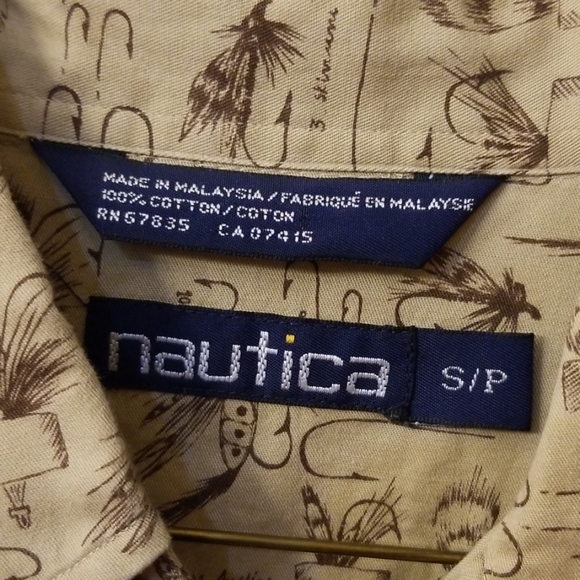 MADE IN MALAYSIA/FABRIQUÉ EN MALAYSIE
100% COTTON/COTON
RN 57835 CA 07415
nautica
S/P